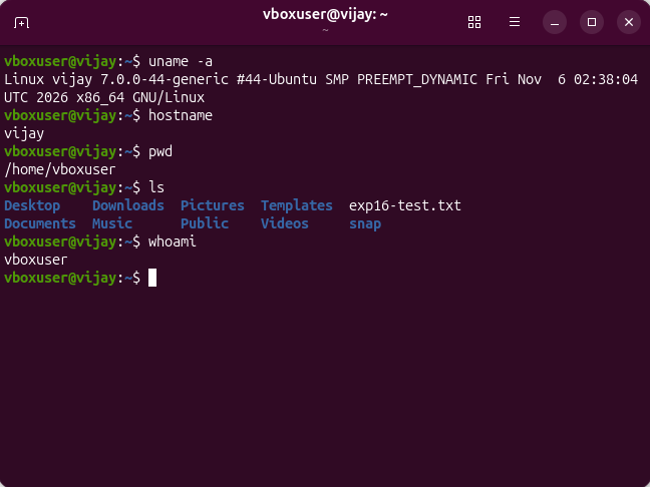 vboxuser@vijay: ~
~
vboxuser@vijay:~$ uname -a
Linux vijay 7.0.0-44-generic #44-Ubuntu SMP PREEMPT_DYNAMIC Fri Nov  6 02:38:04
UTC 2026 x86_64 GNU/Linux
vboxuser@vijay:~$ hostname
vijay
vboxuser@vijay:~$ pwd
/home/vboxuser
vboxuser@vijay:~$ ls
Desktop    Downloads  Pictures  Templates  exp16-test.txt
Documents  Music      Public    Videos     snap
vboxuser@vijay:~$ whoami
vboxuser
vboxuser@vijay:~$